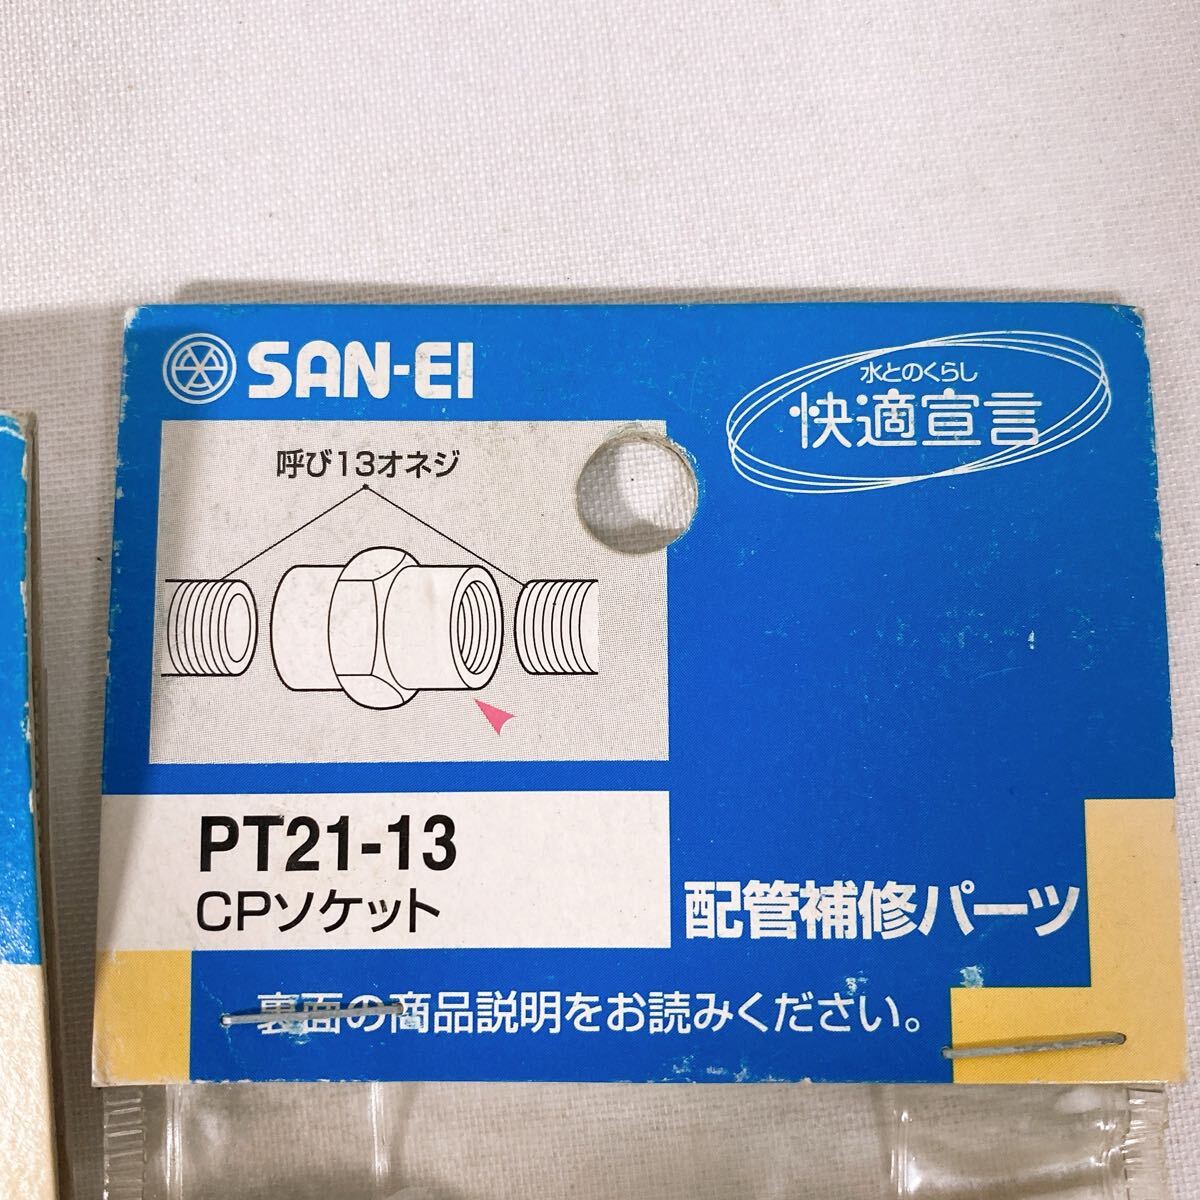 SAN-EI
水とのくらし
快適宣言
呼び13オネジ
PT21-13
CPソケット
配管補修パーツ
裏面の商品説明をお読みください。